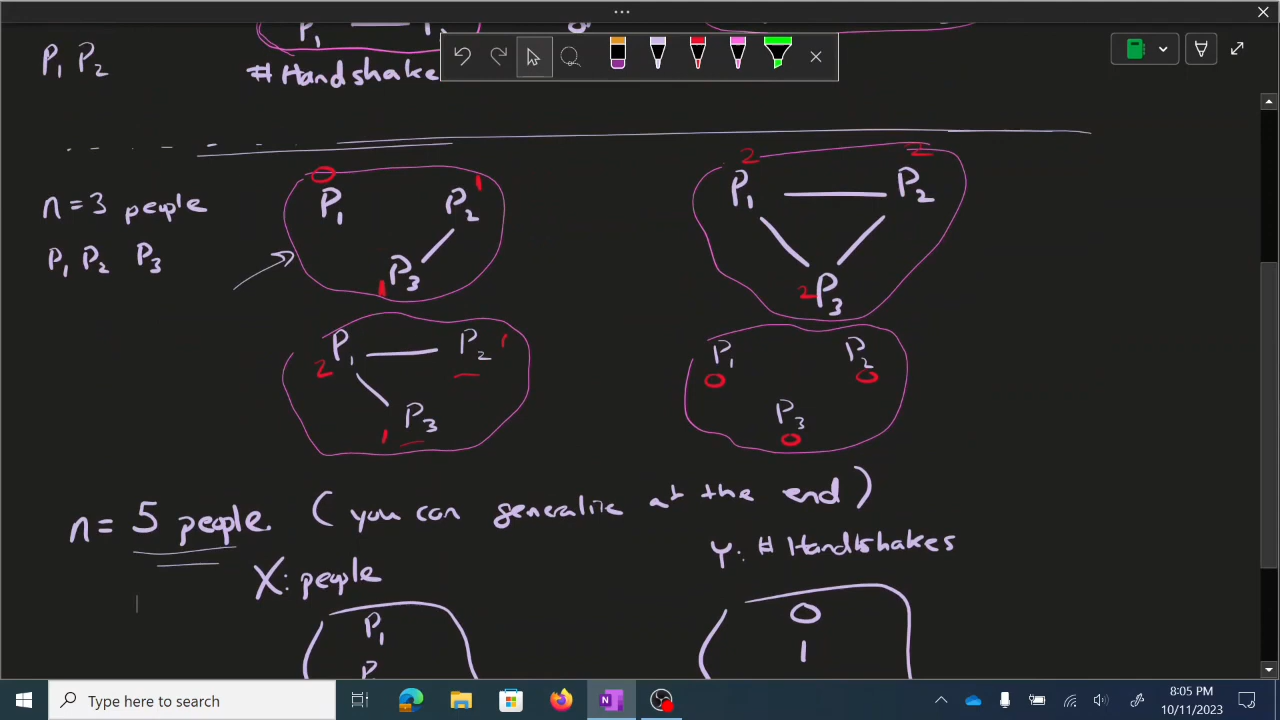 P₁ P₂
# Handshake
n = 3 people
P₁ P₂ P₃
0
P₁
1
P₂
1
P₃
2
P₁
2
P₂
2
P₃
P₁
2
P₂
1
1
P₃
P₁
0
P₂
0
P₃
0
n = 5 people. (you can generalize at the end)
X: people
Y: # Handshakes
P₁
0
1
Type here to search
8:05 PM
10/11/2023